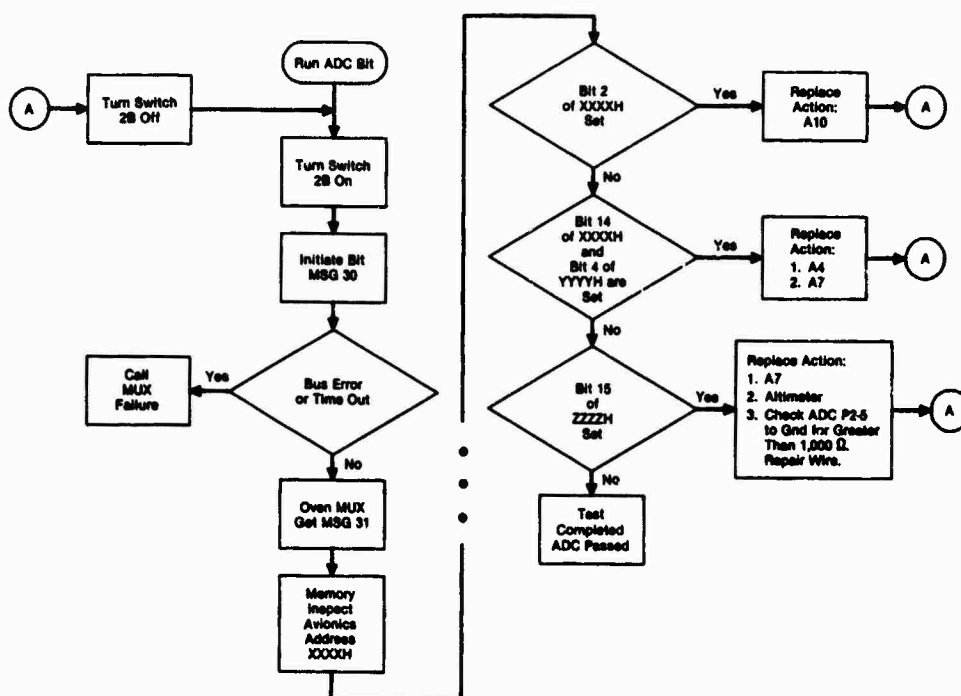 Run ADC Bit
A
Turn Switch
2B Off
Turn Switch
2B On
Initiate Bit
MSG 30
Bus Error
or Time Out
Yes
Call
MUX
Failure
No
Oven MUX
Get MSG 31
Memory
Inspect
Avionics
Address
XXXXH
Bit 2
of XXXXH
Set
Yes
Replace
Action:
A10
A
No
Bit 14
of XXXXH
and
Bit 4 of
YYYYH are
Set
Yes
Replace
Action:
1. A4
2. A7
A
No
Bit 15
of
ZZZZH
Set
Yes
Replace Action:
1. A7
2. Altimeter
3. Check ADC P2-5
to Gnd for Greater
Than 1,000 Ω.
Repair Wire.
A
No
Test
Completed
ADC Passed